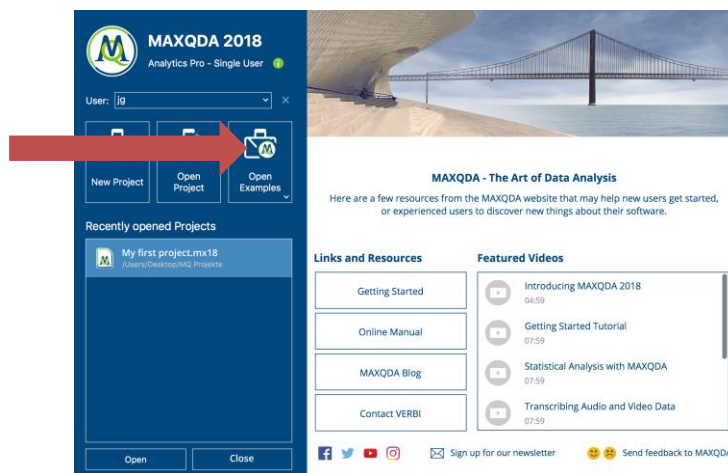 MAXQDA 2018
Analytics Pro - Single User
User: jg
New Project
Open
Project
Open
Examples
Recently opened Projects
My first project.mx18
/Users/Desktop/MQ Projekte
Open
Close
MAXQDA - The Art of Data Analysis
Here are a few resources from the MAXQDA website that may help new users get started,
or experienced users to discover new things about their software.
Links and Resources
Getting Started
Online Manual
MAXQDA Blog
Contact VERBI
Featured Videos
Introducing MAXQDA 2018
04:59
Getting Started Tutorial
07:59
Statistical Analysis with MAXQDA
07:59
Transcribing Audio and Video Data
07:59
Sign up for our newsletter
Send feedback to MAXQDA